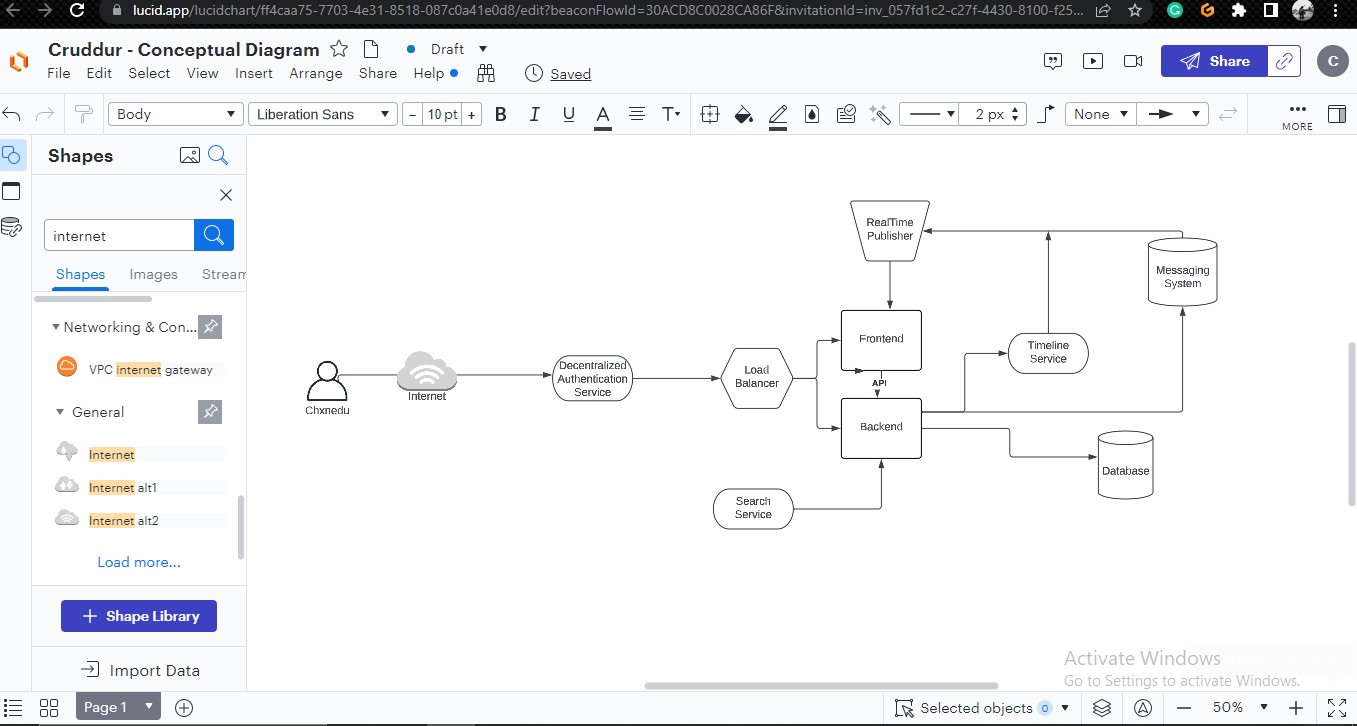 lucid.app/lucidchart/ff4caa75-7703-4e31-8518-087c0a41e0d8/edit?beaconFlowId=30ACD8C0028CA86F&invitationId=inv_057fd1c2-c27f-4430-8100-f25...
Cruddur - Conceptual Diagram
Draft
File Edit Select View Insert Arrange Share Help
Saved
Share
C
Body
Liberation Sans
- 10 pt +
B I U A T
2 px
None
MORE
Shapes
internet
Shapes Images Stream
Networking & Con...
VPC internet gateway
General
Internet
Internet alt1
Internet alt2
Load more...
+ Shape Library
Import Data
RealTime
Publisher
Messaging
System
Frontend
Timeline
Service
Decentralized
Authentication
Service
Load
Balancer
API
Chxnedu
Internet
Backend
Database
Search
Service
Activate Windows
Go to Settings to activate Windows.
Page 1
Selected objects 0
50%